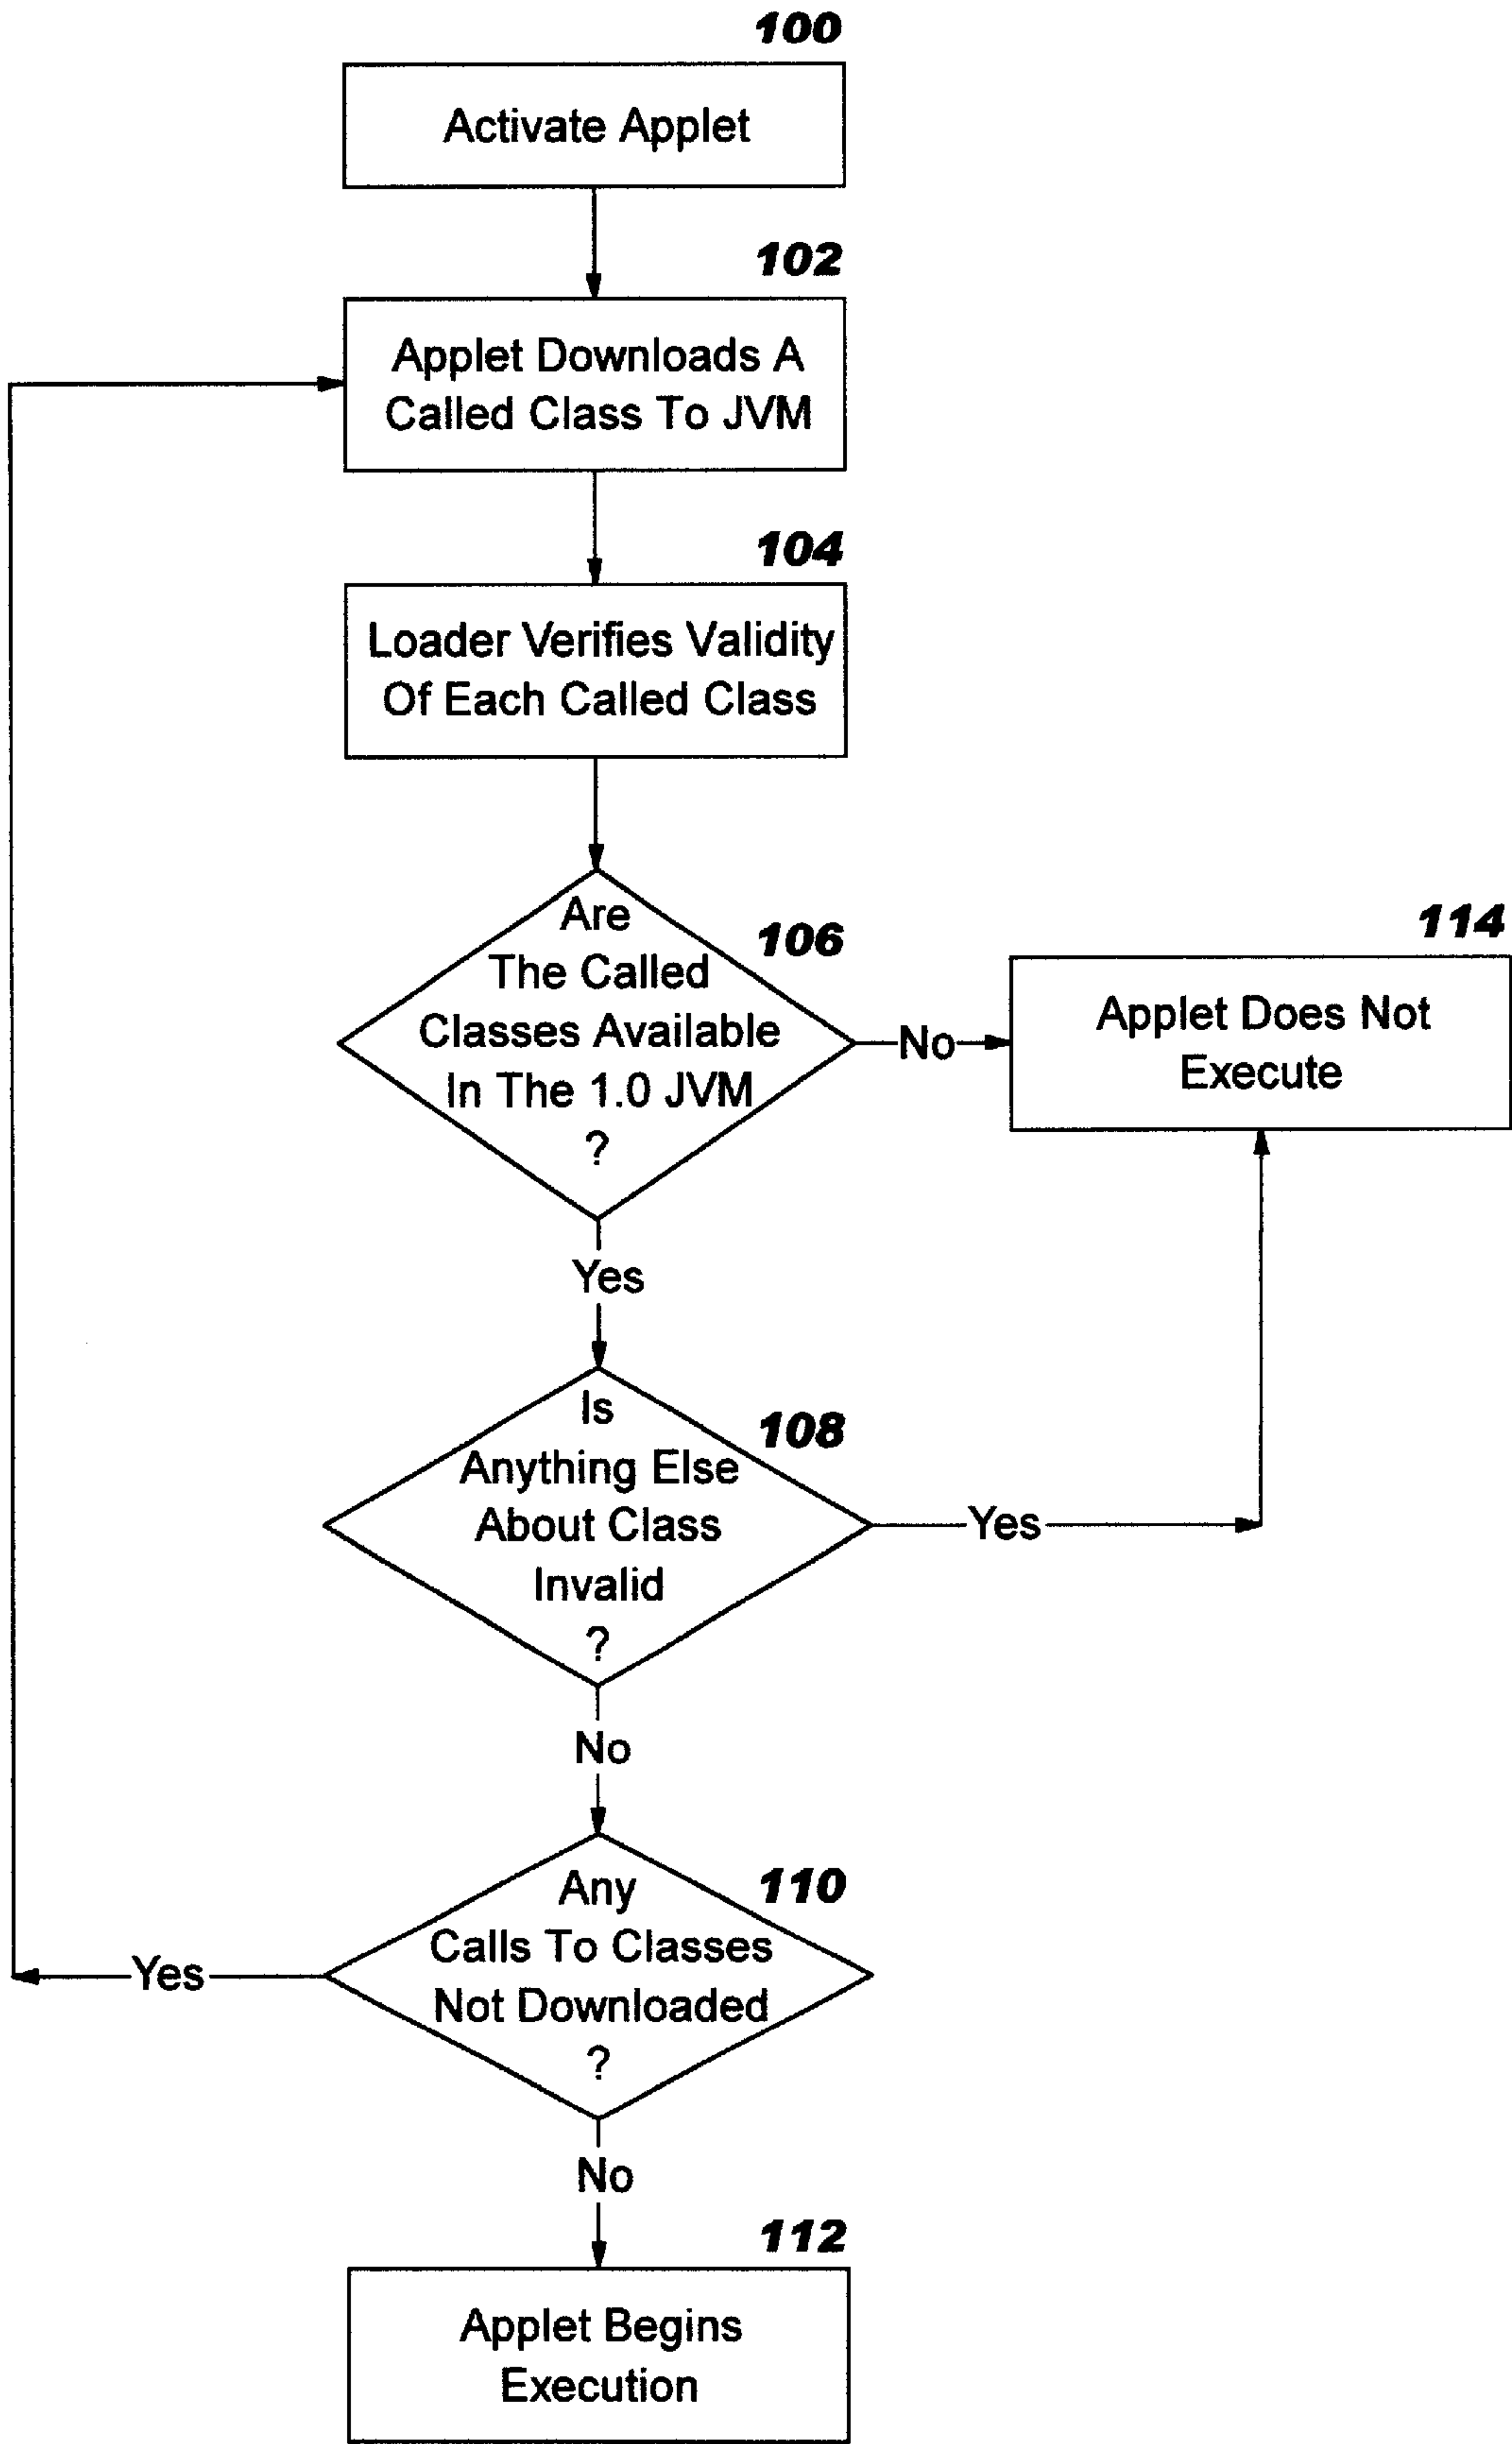 100
Activate Applet
102
Applet Downloads A
Called Class To JVM
104
Loader Verifies Validity
Of Each Called Class
106
Are
The Called
Classes Available
In The 1.0 JVM
?
No
114
Applet Does Not
Execute
Yes
108
Is
Anything Else
About Class
Invalid
?
Yes
No
110
Any
Calls To Classes
Not Downloaded
?
Yes
No
112
Applet Begins
Execution